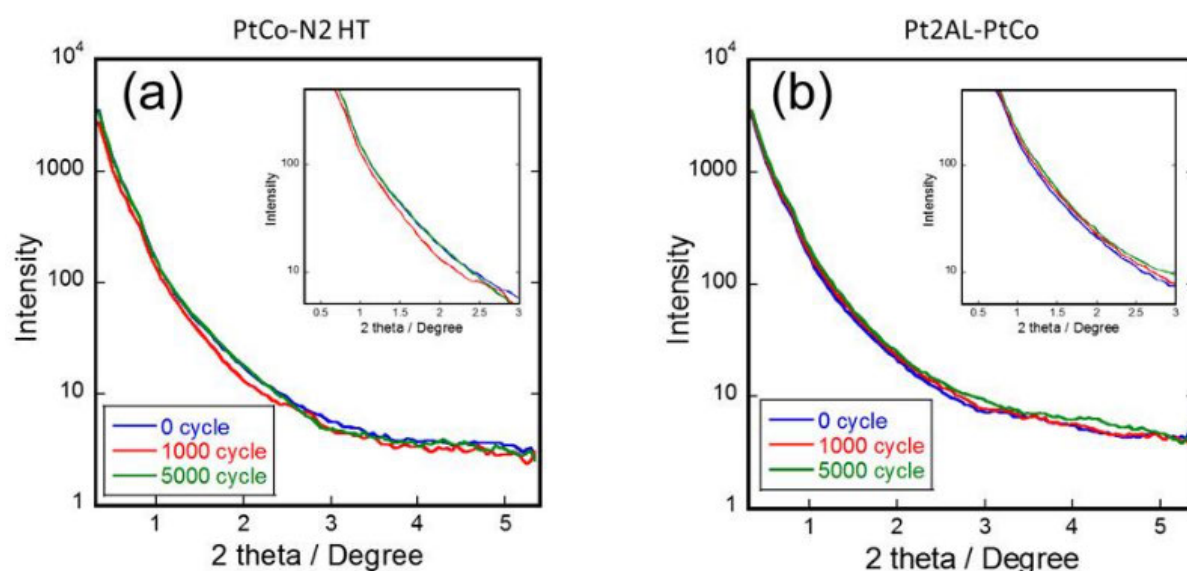 PtCo-N2 HT
(a)
10⁴
1000
100
10
1
Intensity
1 2 3 4 5
2 theta / Degree
0 cycle
1000 cycle
5000 cycle
100
10
Intensity
0.5 1 1.5 2 2.5 3
2 theta / Degree
Pt2AL-PtCo
(b)
10⁴
1000
100
10
1
Intensity
1 2 3 4 5
2 theta / Degree
0 cycle
1000 cycle
5000 cycle
100
10
Intensity
0.5 1 1.5 2 2.5 3
2 theta / Degree